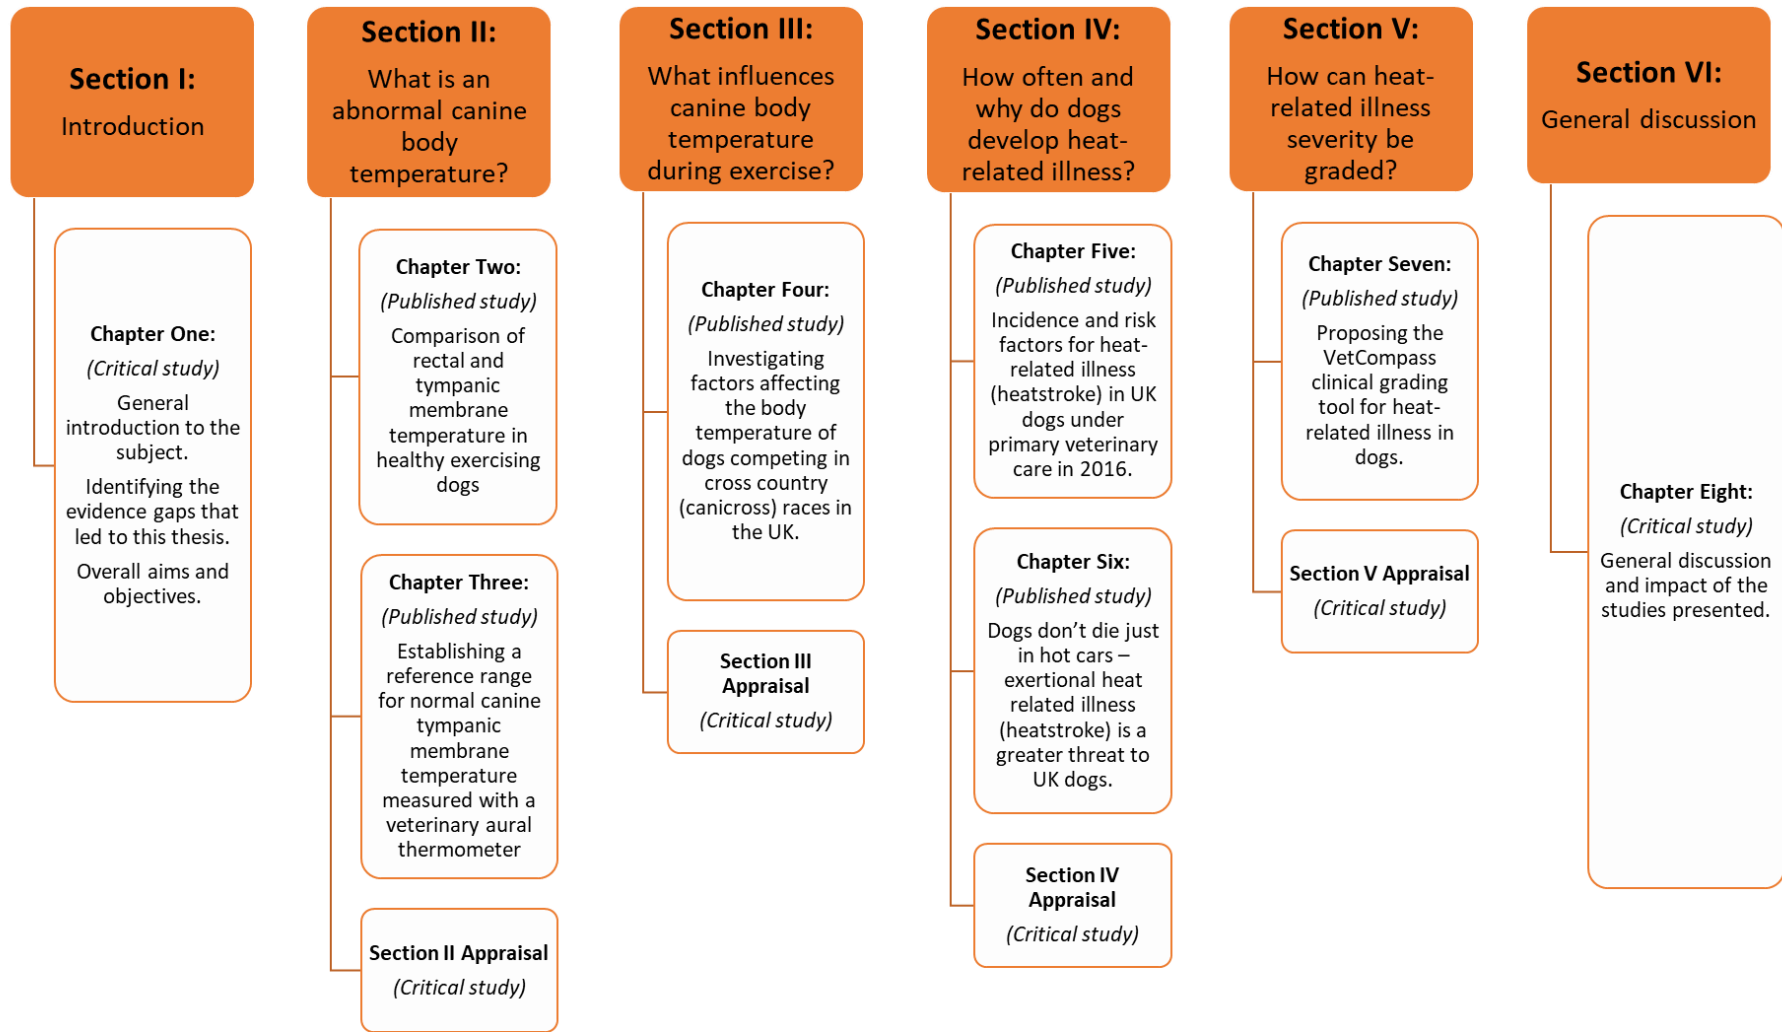 Section I:
Introduction
Chapter One:
(Critical study)
General
introduction to the
subject.
Identifying the
evidence gaps that
led to this thesis.
Overall aims and
objectives.
Section II:
What is an
abnormal canine
body
temperature?
Chapter Two:
(Published study)
Comparison of
rectal and
tympanic
membrane
temperature in
healthy exercising
dogs
Chapter Three:
(Published study)
Establishing a
reference range
for normal canine
tympanic
membrane
temperature
measured with a
veterinary aural
thermometer
Section II Appraisal
(Critical study)
Section III:
What influences
canine body
temperature
during exercise?
Chapter Four:
(Published study)
Investigating
factors affecting
the body
temperature of
dogs competing in
cross country
(canicross) races in
the UK.
Section III
Appraisal
(Critical study)
Section IV:
How often and
why do dogs
develop heat-
related illness?
Chapter Five:
(Published study)
Incidence and risk
factors for heat-
related illness
(heatstroke) in UK
dogs under
primary veterinary
care in 2016.
Chapter Six:
(Published study)
Dogs don’t die just
in hot cars –
exertional heat
related illness
(heatstroke) is a
greater threat to
UK dogs.
Section IV
Appraisal
(Critical study)
Section V:
How can heat-
related illness
severity be
graded?
Chapter Seven:
(Published study)
Proposing the
VetCompass
clinical grading
tool for heat-
related illness in
dogs.
Section V Appraisal
(Critical study)
Section VI:
General discussion
Chapter Eight:
(Critical study)
General discussion
and impact of the
studies presented.